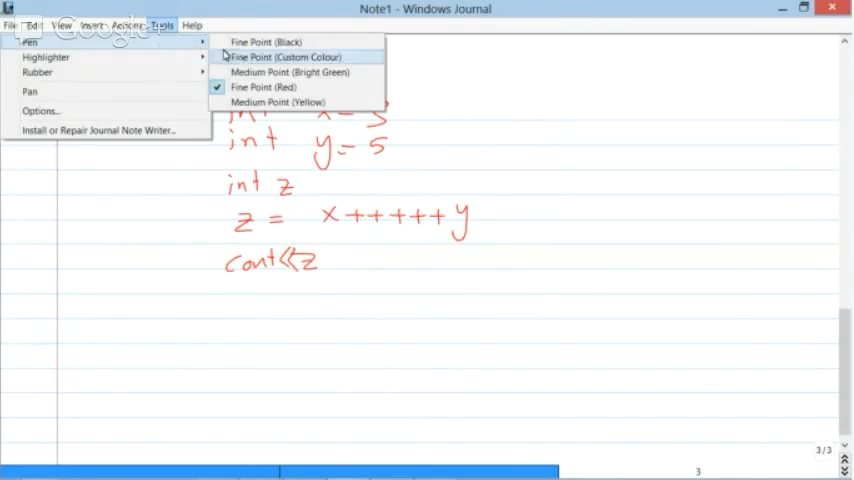 Note1 - Windows Journal
File Edit View Insert Actions Tools Help
Google+
Pen
Highlighter
Rubber
Pan
Options...
Install or Repair Journal Note Writer...
Fine Point (Black)
Fine Point (Custom Colour)
Medium Point (Bright Green)
Fine Point (Red)
Medium Point (Yellow)
int x =
int y = 5
int z
z = x + + + + + y
cout<<z
3/3
3